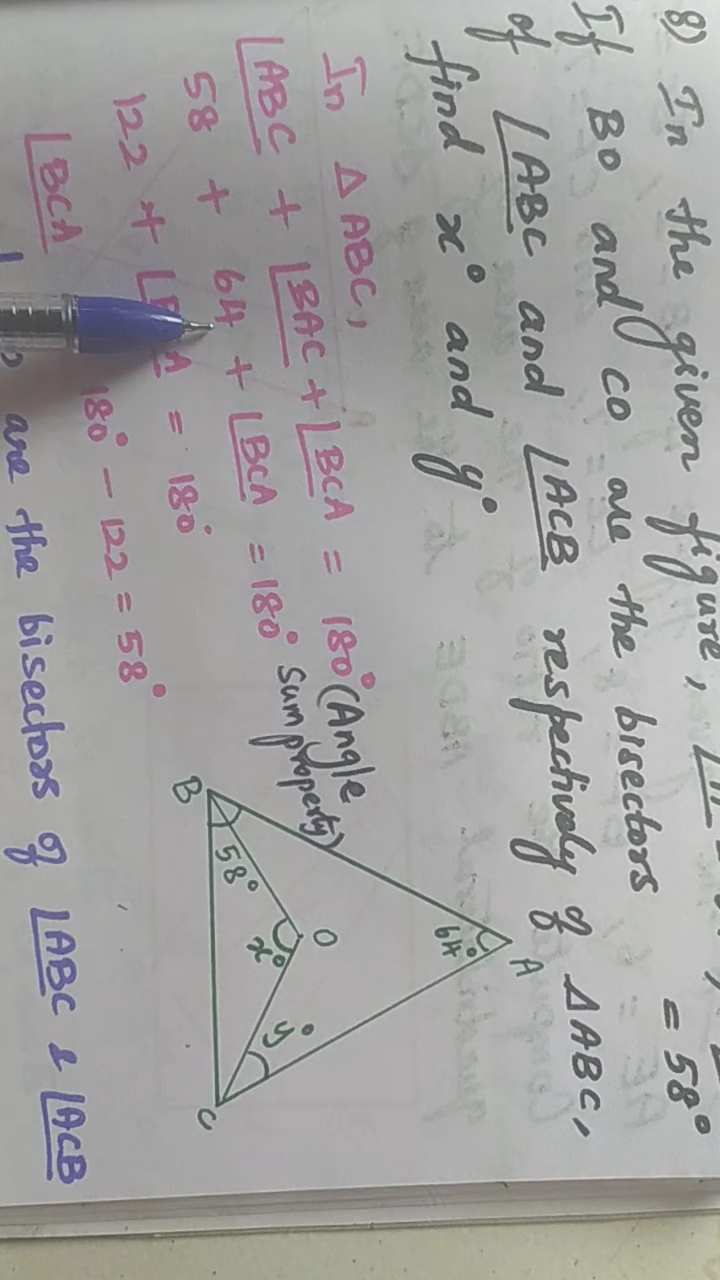 8) In the given figure,
= 58°
If BO and CO are the bisectors
of ∠ABC and ∠ACB respectively of ΔABC,
find x° and y°
In ΔABC,
∠ABC + ∠BAC + ∠BCA = 180° (Angle
sum property)
58 + 64 + ∠BCA = 180°
122 + A = 180°
∠BCA 180° - 122 = 58°
are the bisectors of ∠ABC & ∠ACB
A
64°
O
x°
y°
58°
B
C